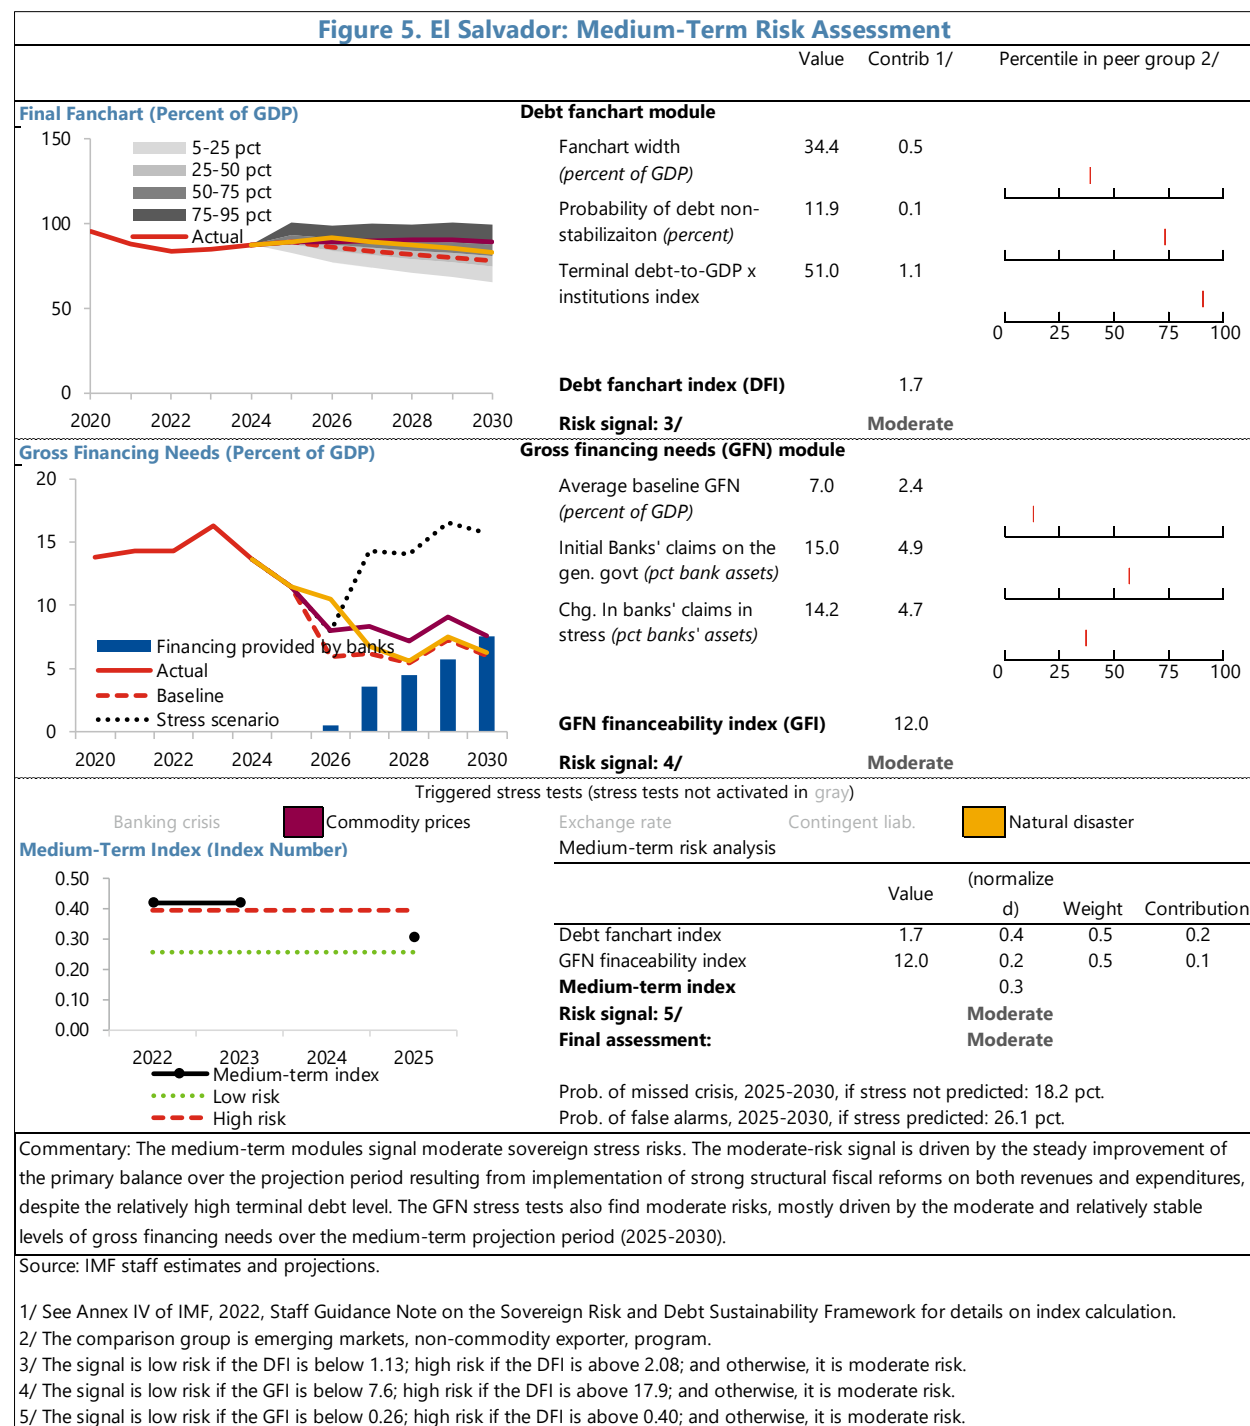 Figure 5. El Salvador: Medium-Term Risk Assessment
Value Contrib 1/ Percentile in peer group 2/
Final Fanchart (Percent of GDP)
150
100
50
0
5-25 pct
25-50 pct
50-75 pct
75-95 pct
Actual
2020 2022 2024 2026 2028 2030
Debt fanchart module
Fanchart width 34.4 0.5
(percent of GDP)
Probability of debt non- 11.9 0.1
stabilizaiton (percent)
Terminal debt-to-GDP x 51.0 1.1
institutions index
0 25 50 75 100
Debt fanchart index (DFI) 1.7
Risk signal: 3/ Moderate
Gross Financing Needs (Percent of GDP)
20
15
10
5
0
Financing provided by banks
Actual
Baseline
Stress scenario
2020 2022 2024 2026 2028 2030
Gross financing needs (GFN) module
Average baseline GFN 7.0 2.4
(percent of GDP)
Initial Banks' claims on the 15.0 4.9
gen. govt (pct bank assets)
Chg. In banks' claims in 14.2 4.7
stress (pct banks' assets)
0 25 50 75 100
GFN financeability index (GFI) 12.0
Risk signal: 4/ Moderate
Triggered stress tests (stress tests not activated in gray)
Banking crisis Commodity prices Exchange rate Contingent liab. Natural disaster
Medium-Term Index (Index Number)
0.50
0.40
0.30
0.20
0.10
0.00
2022 2023 2024 2025
Medium-term index
Low risk
High risk
Medium-term risk analysis
Value (normalize
d) Weight Contribution
Debt fanchart index 1.7 0.4 0.5 0.2
GFN finaceability index 12.0 0.2 0.5 0.1
Medium-term index 0.3
Risk signal: 5/ Moderate
Final assessment: Moderate
Prob. of missed crisis, 2025-2030, if stress not predicted: 18.2 pct.
Prob. of false alarms, 2025-2030, if stress predicted: 26.1 pct.
Commentary: The medium-term modules signal moderate sovereign stress risks. The moderate-risk signal is driven by the steady improvement of
the primary balance over the projection period resulting from implementation of strong structural fiscal reforms on both revenues and expenditures,
despite the relatively high terminal debt level. The GFN stress tests also find moderate risks, mostly driven by the moderate and relatively stable
levels of gross financing needs over the medium-term projection period (2025-2030).
Source: IMF staff estimates and projections.
1/ See Annex IV of IMF, 2022, Staff Guidance Note on the Sovereign Risk and Debt Sustainability Framework for details on index calculation.
2/ The comparison group is emerging markets, non-commodity exporter, program.
3/ The signal is low risk if the DFI is below 1.13; high risk if the DFI is above 2.08; and otherwise, it is moderate risk.
4/ The signal is low risk if the GFI is below 7.6; high risk if the DFI is above 17.9; and otherwise, it is moderate risk.
5/ The signal is low risk if the GFI is below 0.26; high risk if the DFI is above 0.40; and otherwise, it is moderate risk.